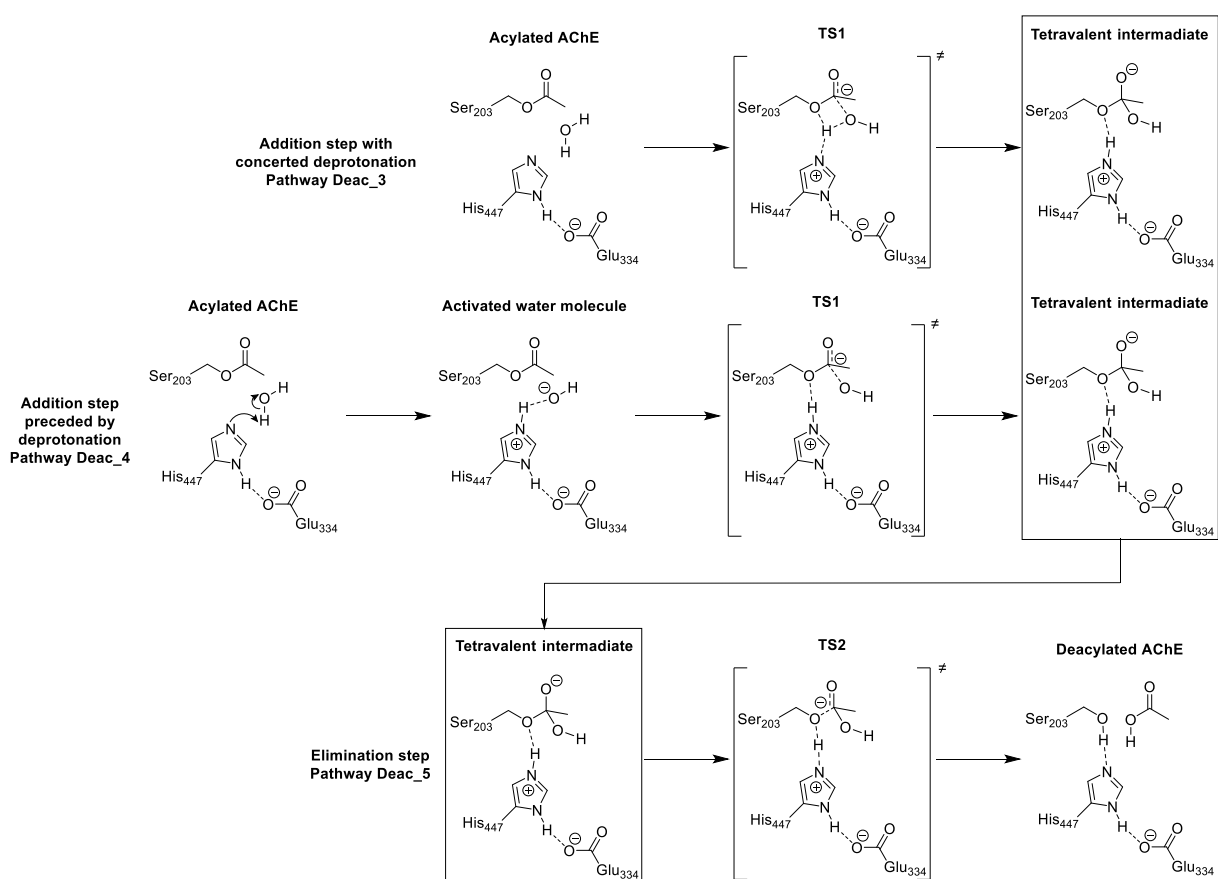 Acylated AChE
TS1
Tetravalent intermadiate
Addition step with
concerted deprotonation
Pathway Deac_3
Ser203
O
O
O
H
H
N
N
H
His447
⊖
O
O
Glu334
≠
Ser203
O
O
⊖
H
O
H
N
⊕
N
H
His447
⊖
O
O
Glu334
O⊖
Ser203
O
O
H
H
N
⊕
N
H
His447
⊖
O
O
Glu334
Acylated AChE
Activated water molecule
TS1
Tetravalent intermadiate
Addition step
preceded by
deprotonation
Pathway Deac_4
Ser203
O
O
O
H
H
N
N
H
His447
⊖
O
O
Glu334
Ser203
O
O
⊖
O
H
H
N
⊕
N
H
His447
⊖
O
O
Glu334
≠
Ser203
O
O
⊖
O
H
H
N
⊕
N
H
His447
⊖
O
O
Glu334
O⊖
Ser203
O
O
H
H
N
⊕
N
H
His447
⊖
O
O
Glu334
Tetravalent intermadiate
TS2
Deacylated AChE
Elimination step
Pathway Deac_5
O⊖
Ser203
O
O
H
H
N
⊕
N
H
His447
⊖
O
O
Glu334
≠
Ser203
O
⊖
O
O
H
H
N
⊕
N
H
His447
⊖
O
O
Glu334
Ser203
O
H
O
O
H
N
N
H
His447
⊖
O
O
Glu334